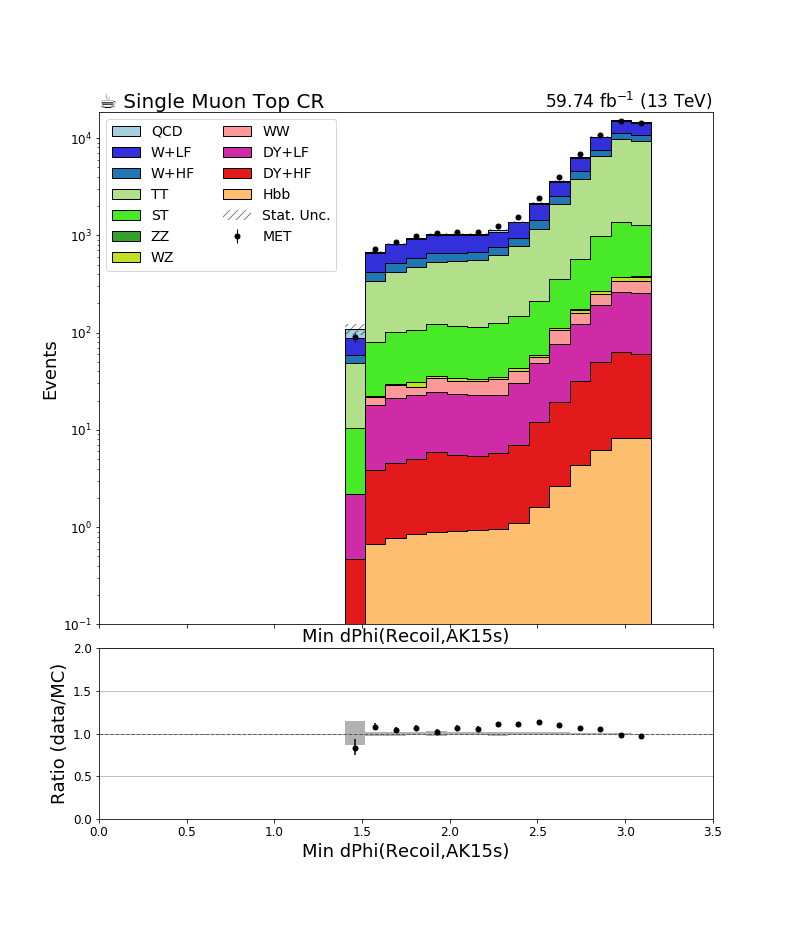 ☕ Single Muon Top CR
59.74 fb⁻¹ (13 TeV)
QCD
W+LF
W+HF
TT
ST
ZZ
WZ
WW
DY+LF
DY+HF
Hbb
Stat. Unc.
MET
Events
10⁴
10³
10²
10¹
10⁰
10⁻¹
Min dPhi(Recoil,AK15s)
Ratio (data/MC)
2.0
1.5
1.0
0.5
0.0
0.0 0.5 1.0 1.5 2.0 2.5 3.0 3.5
Min dPhi(Recoil,AK15s)